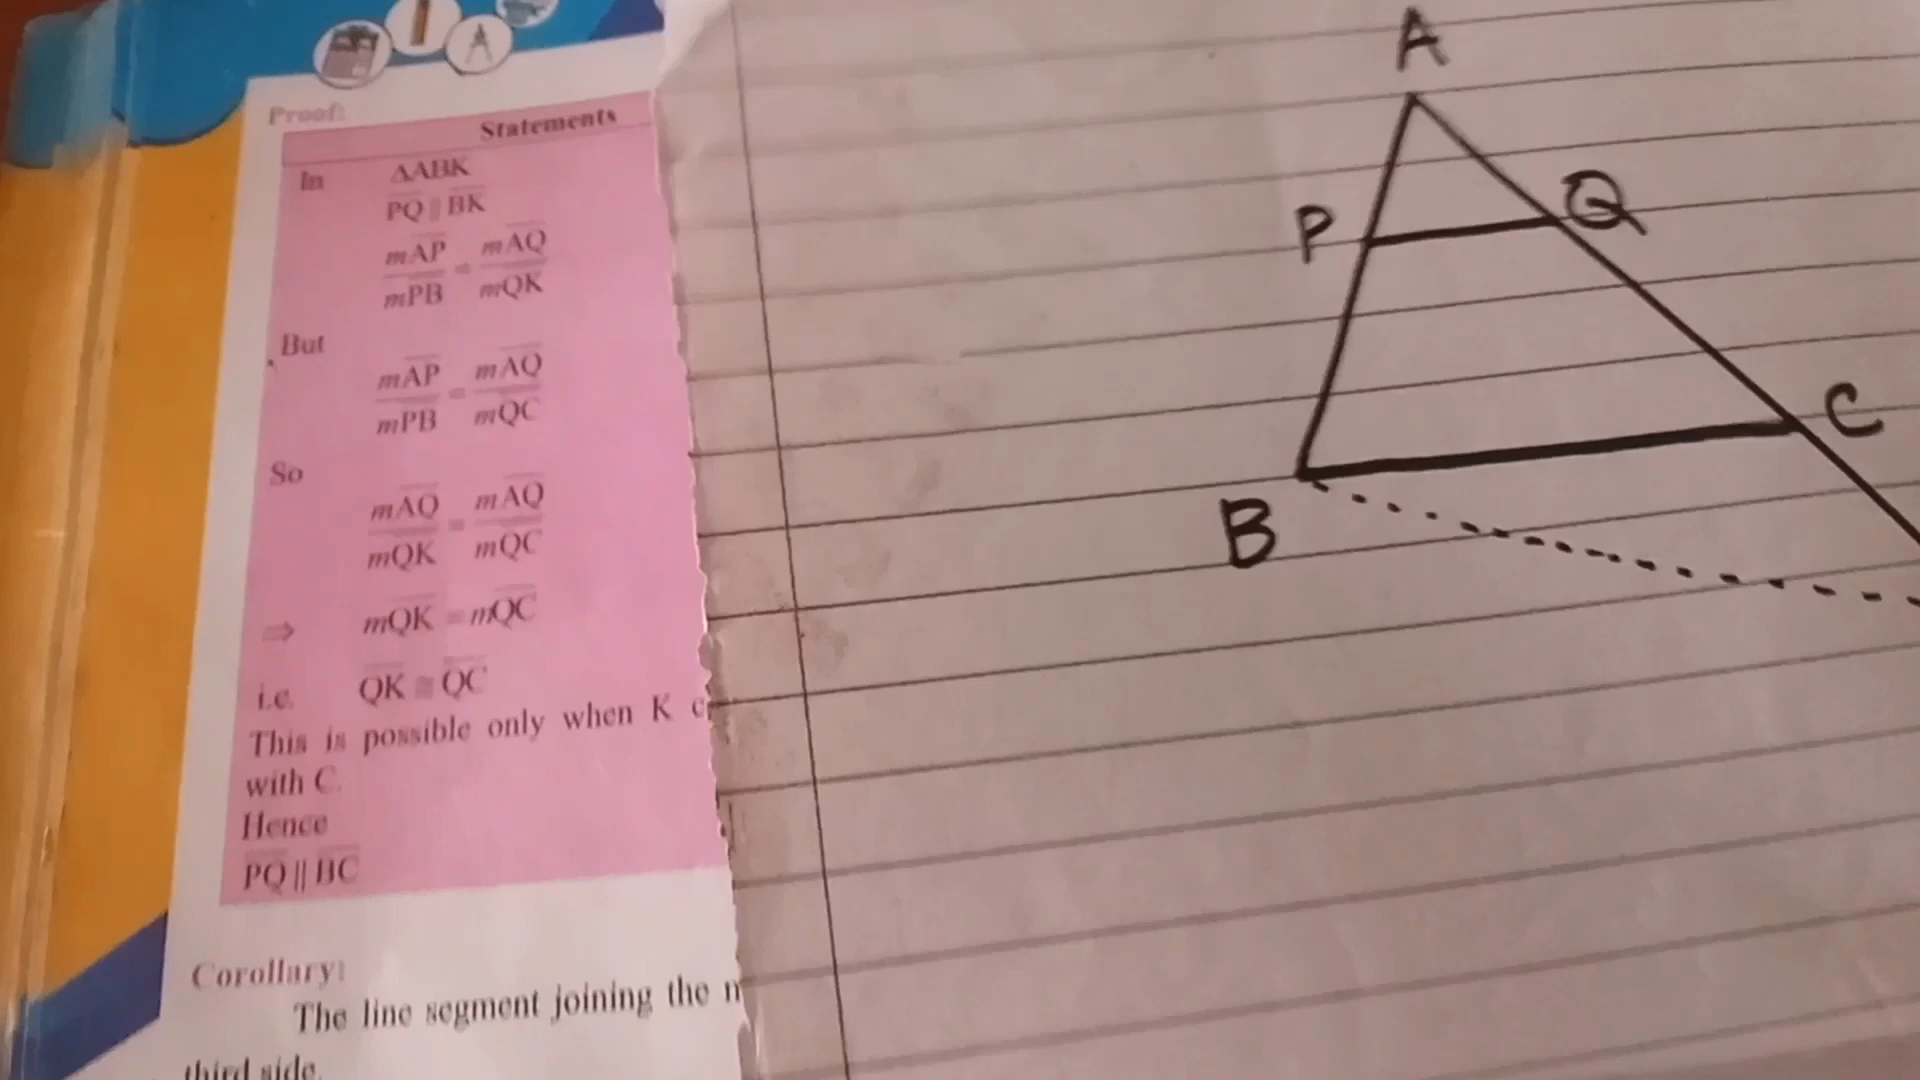 Proof:
Statements
In ΔABK
PQ || BK
mAP/mPB = mAQ/mQK
But
mAP/mPB = mAQ/mQC
So
mAQ/mQK = mAQ/mQC
⇒ mQK = mQC
i.e. QK ≅ QC
This is possible only when K
with C.
Hence
PQ || BC
Corollary:
The line segment joining the
third side.
A
P
Q
B
C